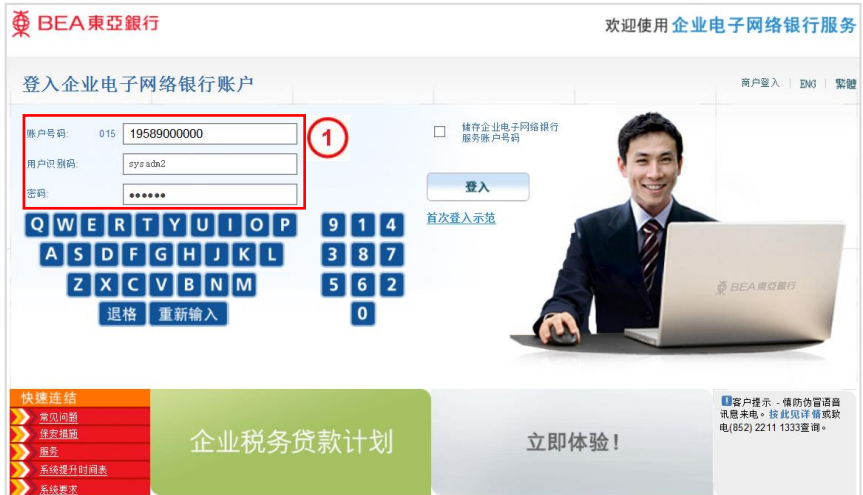 BEA東亞銀行
欢迎使用 企业电子网络银行服务
登入企业电子网络银行账户
商户登入 | ENG | 繁體
账户号码: 015 19589000000
1
储存企业电子网络银行
服务账户号码
用户识别码: sysadm2
密码: ••••••
登入
首次登入示范
Q W E R T Y U I O P 9 1 4
A S D F G H J K L 3 8 7
Z X C V B N M 5 6 2
退格 重新输入 0
BEA東亞銀行
快速连结
常见问题
保安措施
服务
系统提升时间表
系统要求
企业税务贷款计划
立即体验!
客户提示 - 慎防伪冒语音
讯息来电。按此见详情或致
电(852) 2211 1333查询。